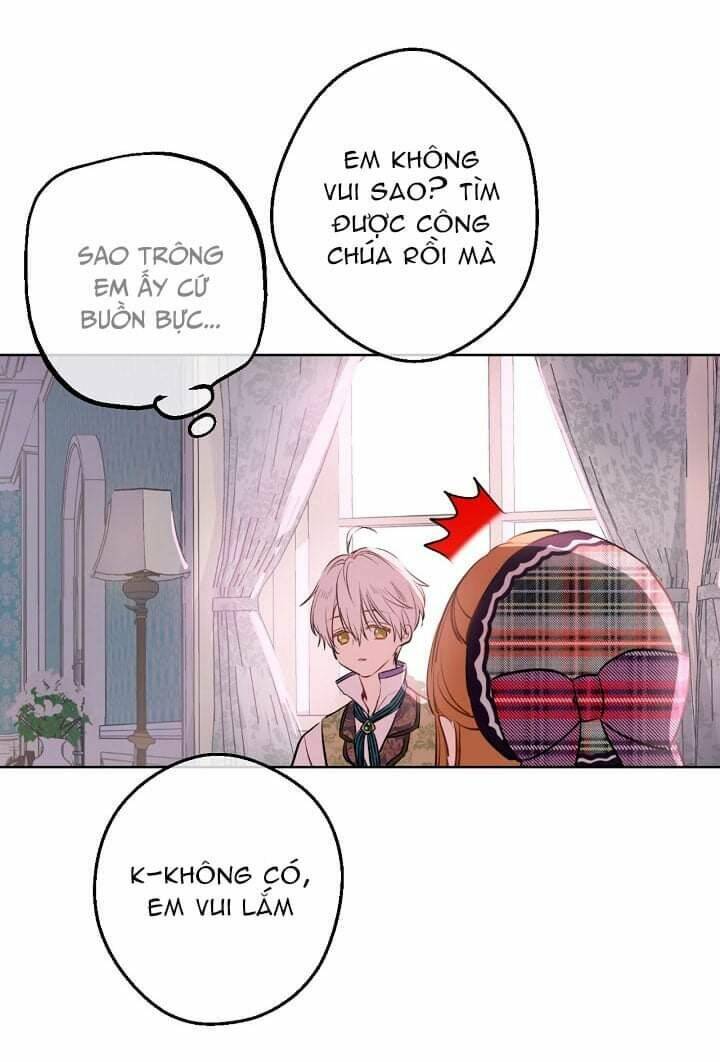 EM KHÔNG
VUI SAO? TÌM
ĐƯỢC CÔNG
CHÚA RỒI MÀ
SAO TRÔNG
EM ẤY CỨ
BUỒN BỰC...
K-KHÔNG CÓ,
EM VUI LẮM